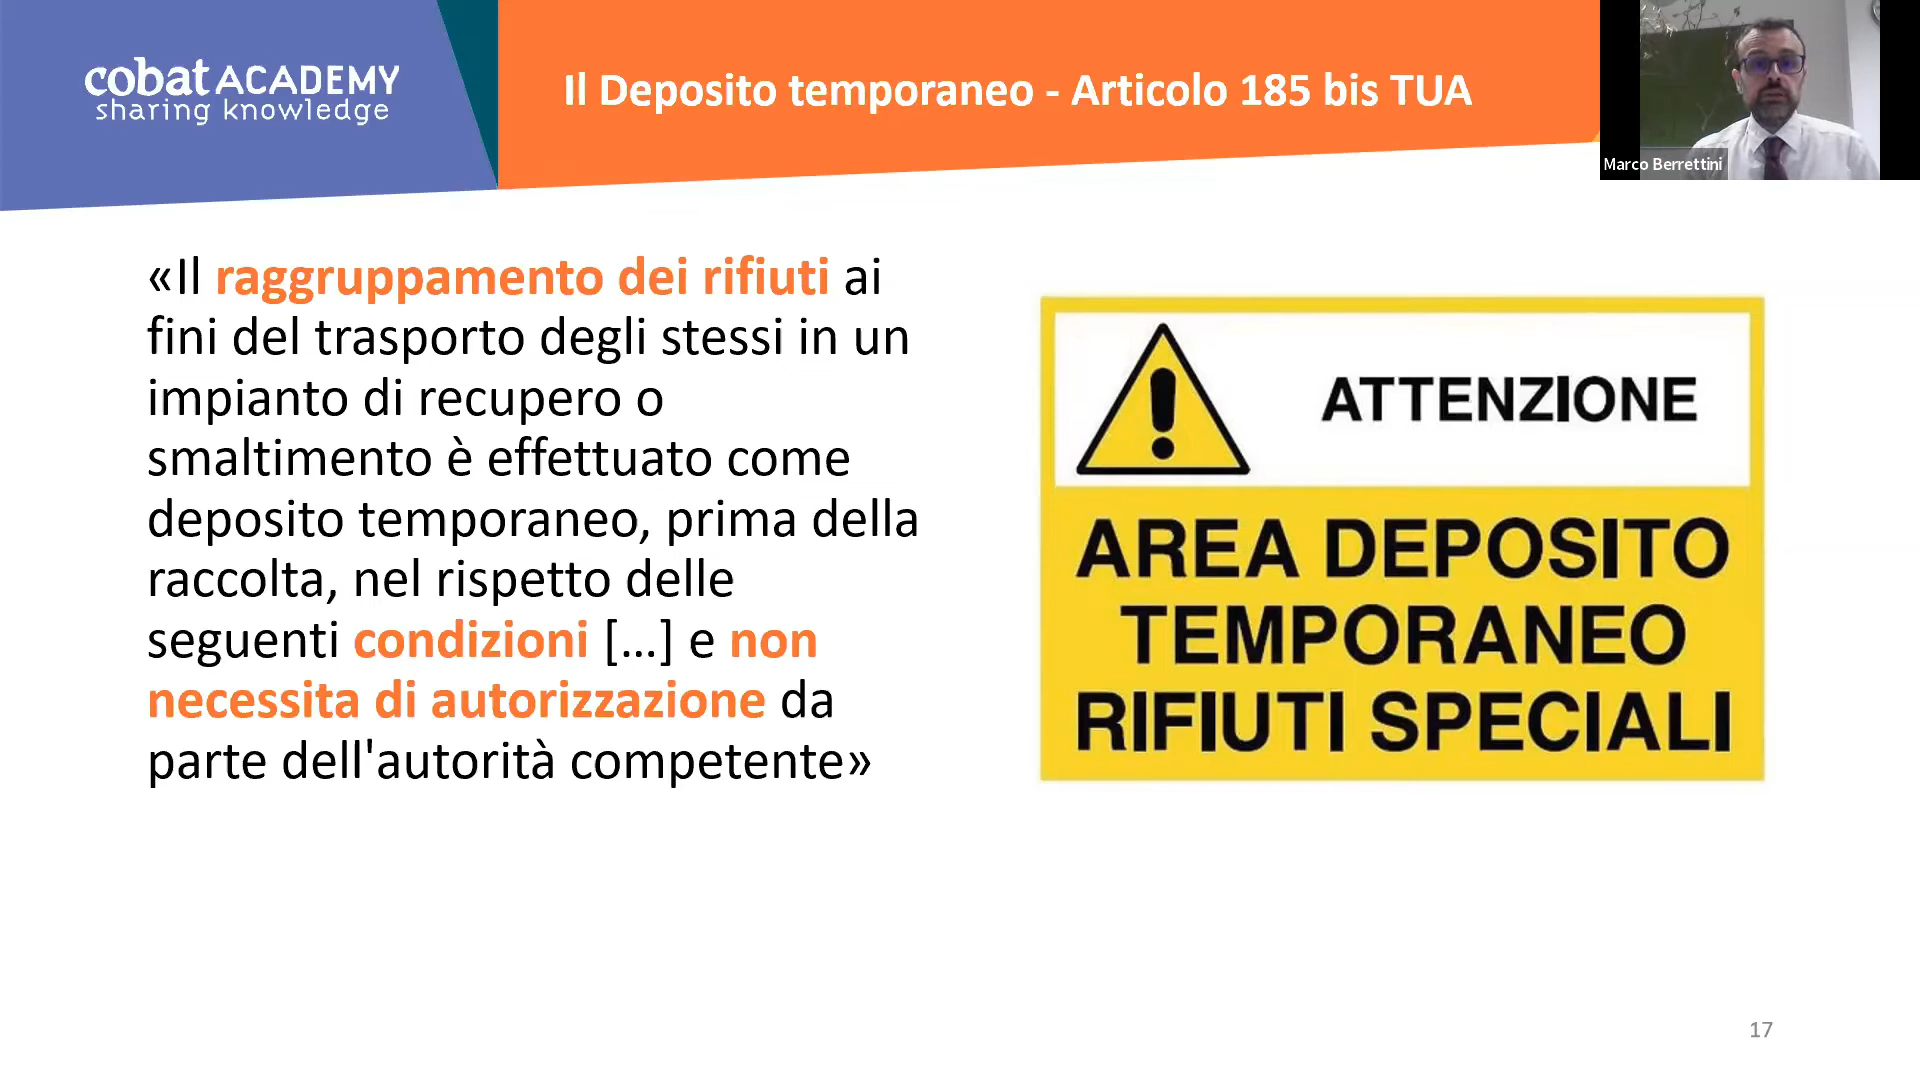 cobat ACADEMY
sharing knowledge
Il Deposito temporaneo - Articolo 185 bis TUA
Marco Berrettini
«Il raggruppamento dei rifiuti ai
fini del trasporto degli stessi in un
impianto di recupero o
smaltimento è effettuato come
deposito temporaneo, prima della
raccolta, nel rispetto delle
seguenti condizioni [...] e non
necessita di autorizzazione da
parte dell'autorità competente»
ATTENZIONE
AREA DEPOSITO
TEMPORANEO
RIFIUTI SPECIALI
17